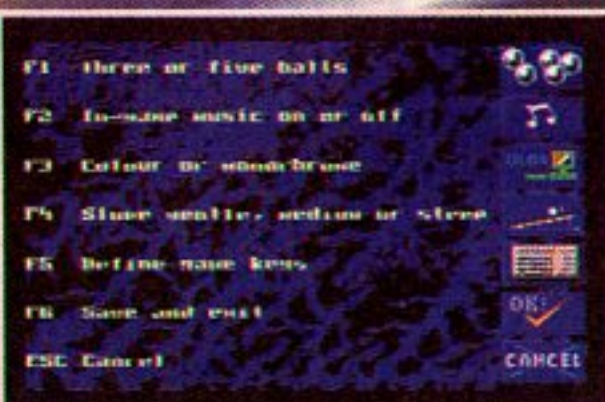 F1 Three or five balls
F2 In-game music on or off
F3 Colour or monochrome
F4 Slope gentle, medium or steep
F5 Define game keys
F6 Save and exit
OK
ESC Cancel
CANCEL